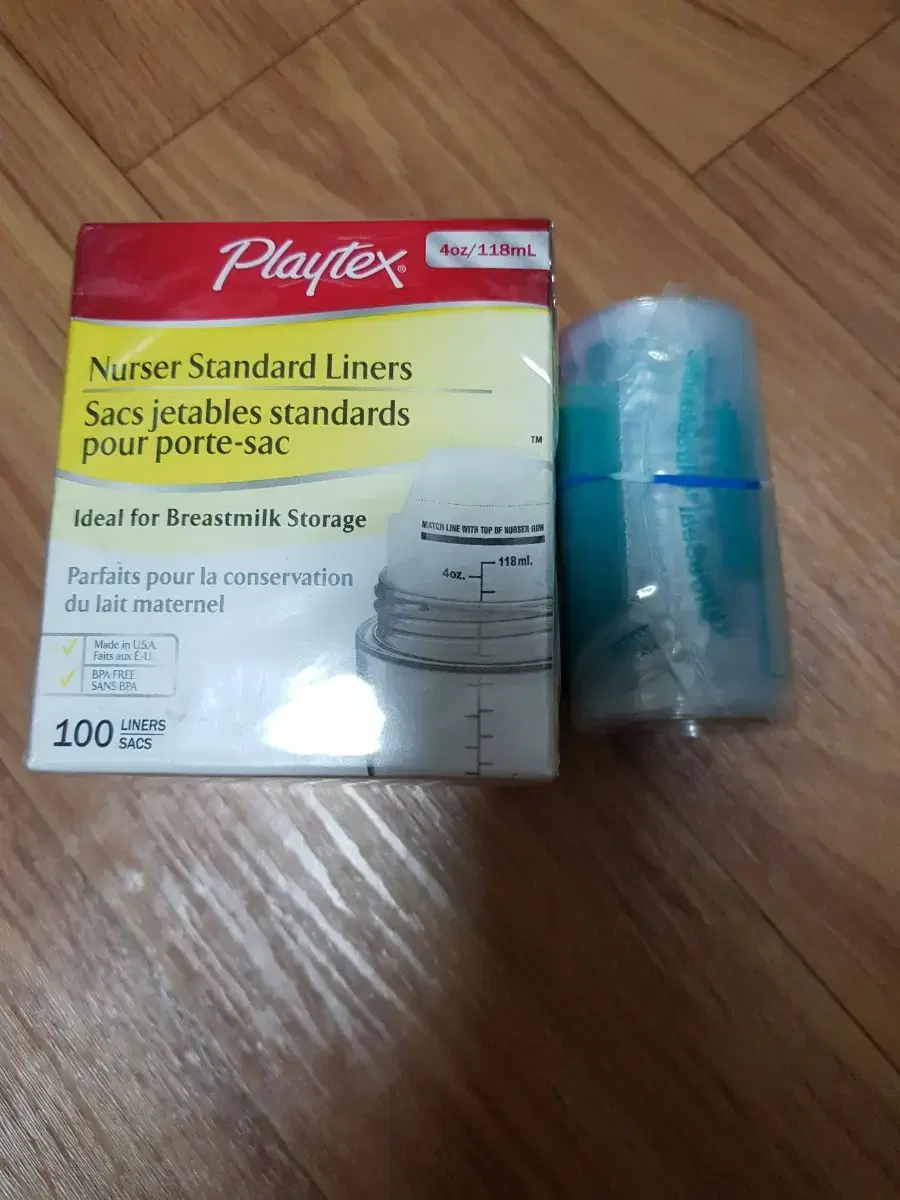 Playtex®
4oz/118mL
Nurser Standard Liners
Sacs jetables standards
pour porte-sac
TM
Ideal for Breastmilk Storage
Parfaits pour la conservation
du lait maternel
MATCH LINE WITH TOP OF NURSER RIM
118 ml.
4oz.
Made in U.S.A.
Faits aux É.-U.
BPA FREE
SANS BPA
100 LINERS
SACS